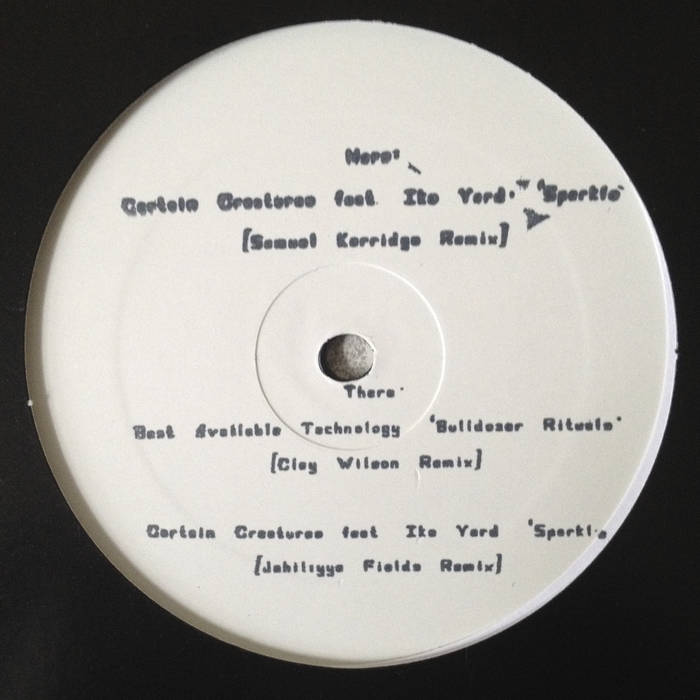 Here:
Certain Creatures feat. Ike Yard. 'Sparkle'
[Samuel Kerridge Remix]
There.
Best Available Technology 'Bulldozer Rituals'
[Clay Wilson Remix]
Certain Creatures feat Ike Yard 'Sparkle
[Jahiliyya Fields Remix]